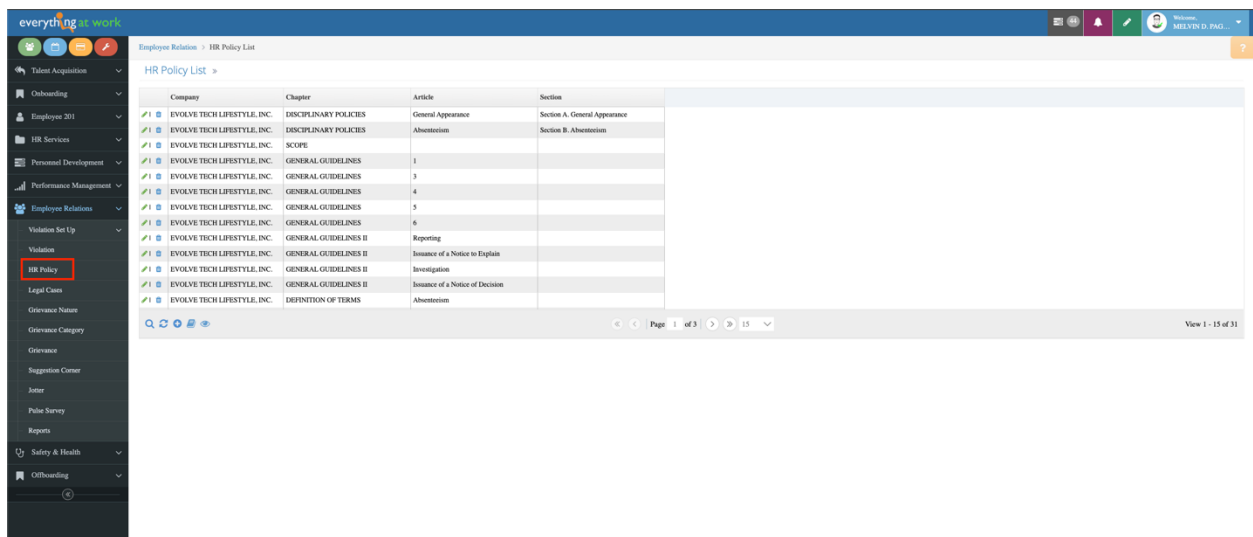 everything at work
44
Welcome,
MELVIN D. PAG...
Employee Relation > HR Policy List
?
Talent Acquisition
HR Policy List »
Onboarding
Employee 201
HR Services
Personnel Development
Performance Management
Employee Relations
Violation Set Up
Violation
HR Policy
Legal Cases
Grievance Nature
Grievance Category
Grievance
Suggestion Corner
Jotter
Pulse Survey
Reports
Safety & Health
Offboarding
Company Chapter Article Section
EVOLVE TECH LIFESTYLE, INC. DISCIPLINARY POLICIES General Appearance Section A. General Appearance
EVOLVE TECH LIFESTYLE, INC. DISCIPLINARY POLICIES Absenteeism Section B. Absenteeism
EVOLVE TECH LIFESTYLE, INC. SCOPE
EVOLVE TECH LIFESTYLE, INC. GENERAL GUIDELINES 1
EVOLVE TECH LIFESTYLE, INC. GENERAL GUIDELINES 3
EVOLVE TECH LIFESTYLE, INC. GENERAL GUIDELINES 4
EVOLVE TECH LIFESTYLE, INC. GENERAL GUIDELINES 5
EVOLVE TECH LIFESTYLE, INC. GENERAL GUIDELINES 6
EVOLVE TECH LIFESTYLE, INC. GENERAL GUIDELINES II Reporting
EVOLVE TECH LIFESTYLE, INC. GENERAL GUIDELINES II Issuance of a Notice to Explain
EVOLVE TECH LIFESTYLE, INC. GENERAL GUIDELINES II Investigation
EVOLVE TECH LIFESTYLE, INC. GENERAL GUIDELINES II Issuance of a Notice of Decision
EVOLVE TECH LIFESTYLE, INC. DEFINITION OF TERMS Absenteeism
Page 1 of 3 15 View 1 - 15 of 31